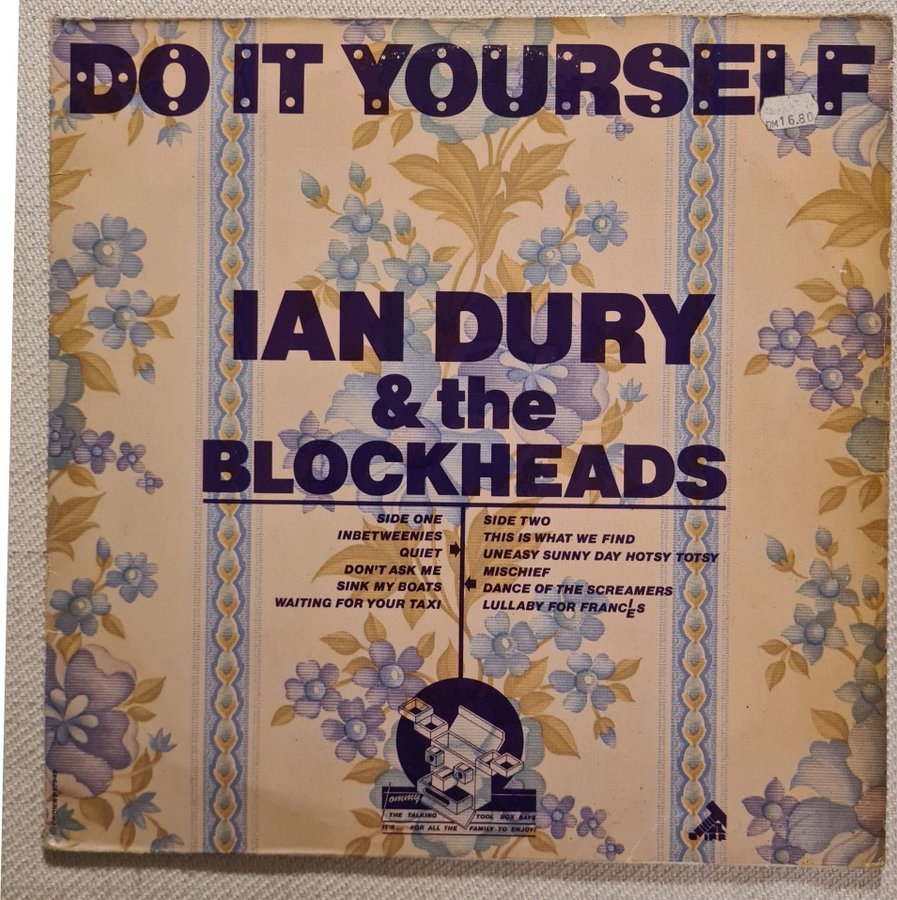 DO IT YOURSELF
DM16.80
IAN DURY
& the
BLOCKHEADS
SIDE ONE
INBETWEENIES
QUIET
DON'T ASK ME
SINK MY BOATS
WAITING FOR YOUR TAXI
SIDE TWO
THIS IS WHAT WE FIND
UNEASY SUNNY DAY HOTSY TOTSY
MISCHIEF
DANCE OF THE SCREAMERS
LULLABY FOR FRANCIES
Tommy
THE TALKING TOOL BOX SAYS
IT'S... FOR ALL THE FAMILY TO ENJOY!